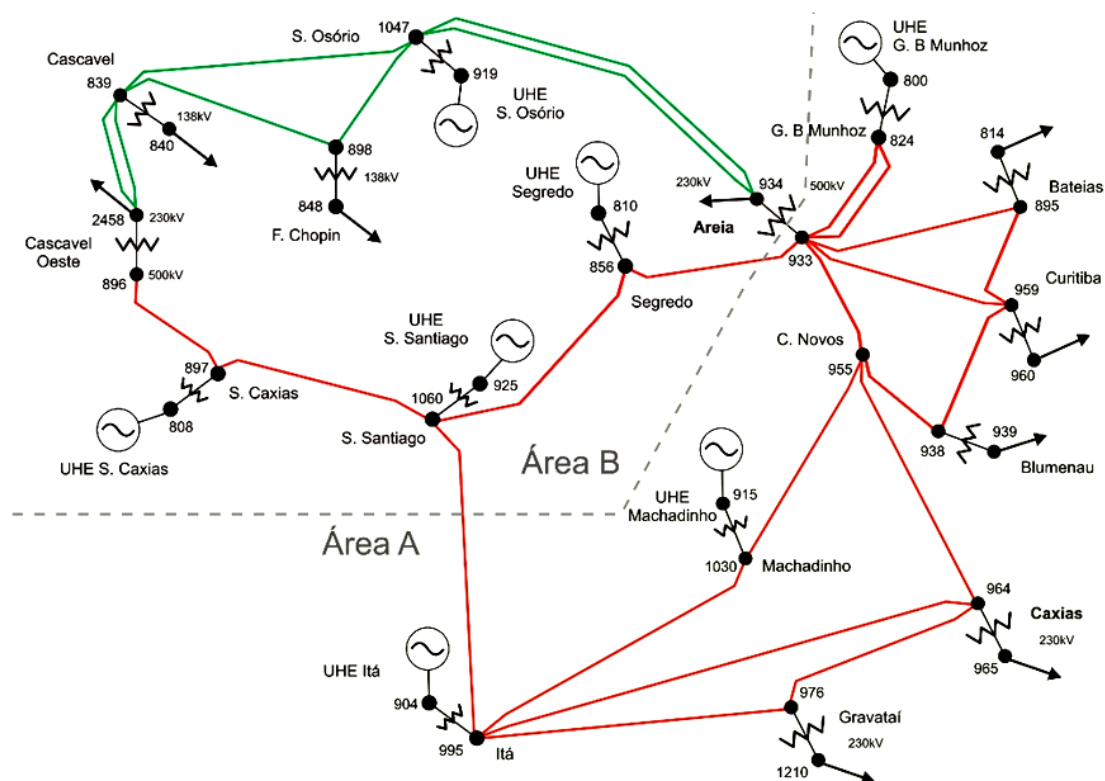 1047
S. Osório
919
UHE
S. Osório
Cascavel
839
138kV
840
898
138kV
848
F. Chopin
2458
230kV
Cascavel
Oeste
896
500kV
UHE
G. B Munhoz
800
G. B Munhoz
824
814
Bateias
895
UHE
Segredo
810
856
Segredo
230kV
934
500kV
Areia
933
Curitiba
959
960
C. Novos
955
938
939
Blumenau
UHE
S. Santiago
925
1060
S. Santiago
897
S. Caxias
808
UHE S. Caxias
Área B
Área A
UHE
Machadinho
915
1030
Machadinho
964
Caxias
230kV
965
UHE Itá
904
995
Itá
976
Gravataí
230kV
1210